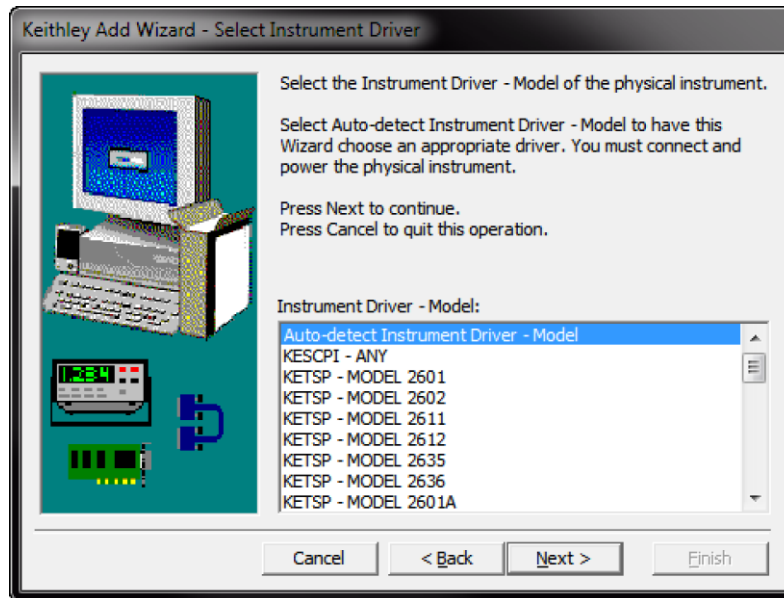 Keithley Add Wizard - Select Instrument Driver
Select the Instrument Driver - Model of the physical instrument.
Select Auto-detect Instrument Driver - Model to have this
Wizard choose an appropriate driver. You must connect and
power the physical instrument.
Press Next to continue.
Press Cancel to quit this operation.
Instrument Driver - Model:
Auto-detect Instrument Driver - Model
KESCPI - ANY
KETSP - MODEL 2601
KETSP - MODEL 2602
KETSP - MODEL 2611
KETSP - MODEL 2612
KETSP - MODEL 2635
KETSP - MODEL 2636
KETSP - MODEL 2601A
1.234
Cancel
< Back
Next >
Finish